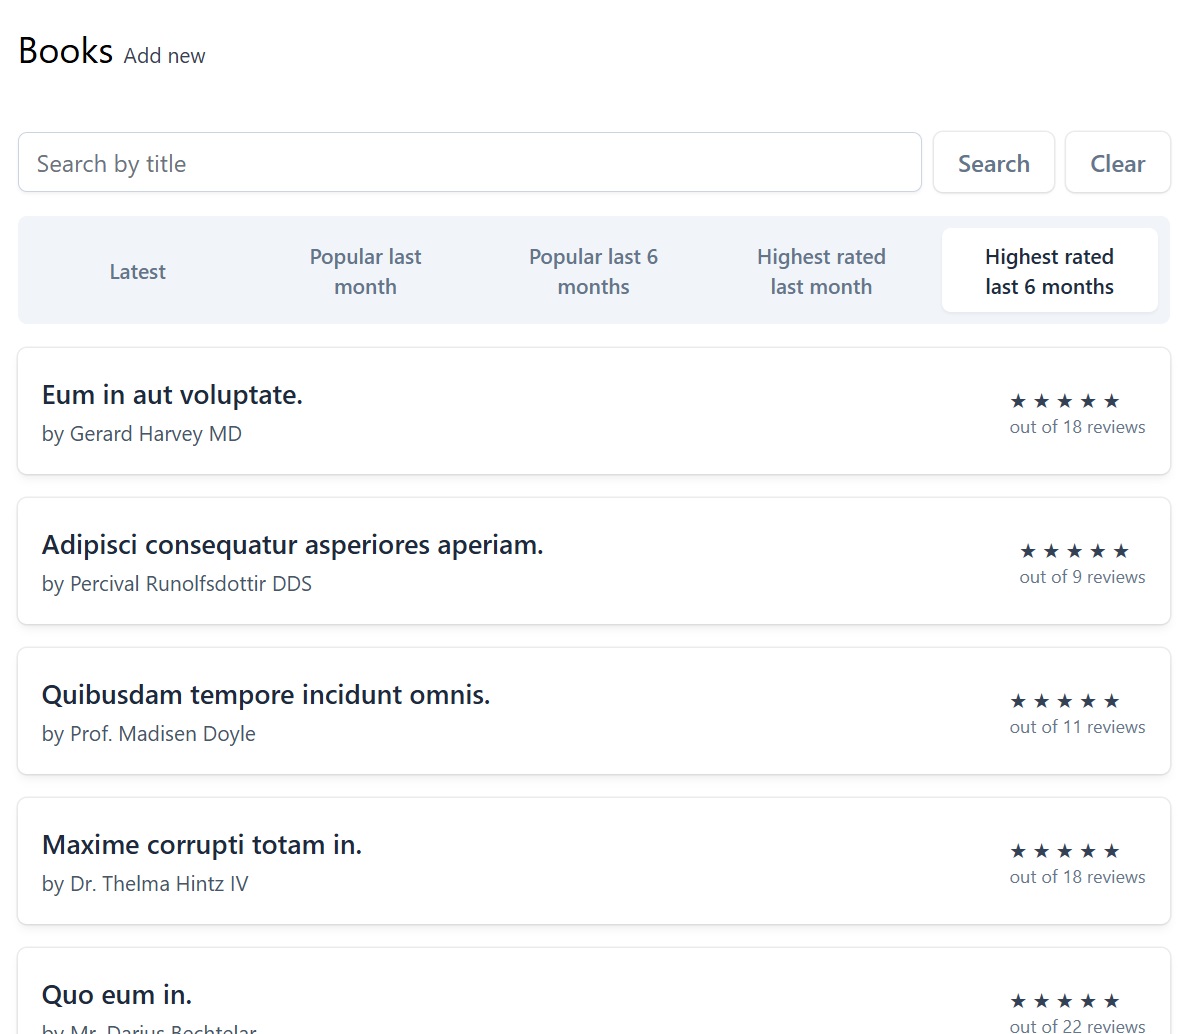 Books Add new
Search by title
Search
Clear
Latest
Popular last
month
Popular last 6
months
Highest rated
last month
Highest rated
last 6 months
Eum in aut voluptate.
by Gerard Harvey MD
★ ★ ★ ★ ★
out of 18 reviews
Adipisci consequatur asperiores aperiam.
by Percival Runolfsdottir DDS
★ ★ ★ ★ ★
out of 9 reviews
Quibusdam tempore incidunt omnis.
by Prof. Madisen Doyle
★ ★ ★ ★ ★
out of 11 reviews
Maxime corrupti totam in.
by Dr. Thelma Hintz IV
★ ★ ★ ★ ★
out of 18 reviews
Quo eum in.
by Mr. Darius Bechtelar
★ ★ ★ ★ ★
out of 22 reviews